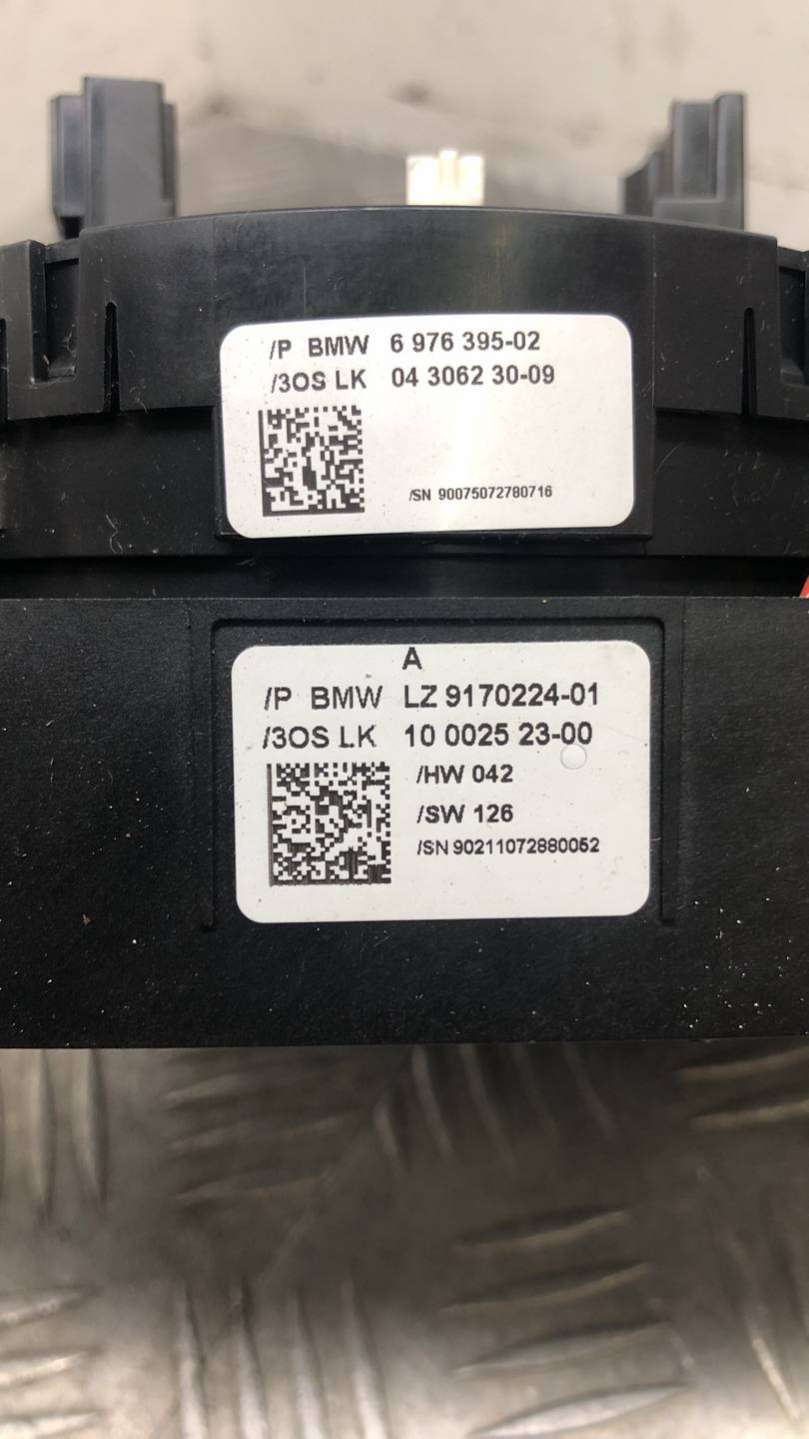 /P BMW 6 976 395-02
/3OS LK 04 3062 30-09
/SN 90075072780716
A
/P BMW LZ 9170224-01
/3OS LK 10 0025 23-00
/HW 042
/SW 126
/SN 90211072880052